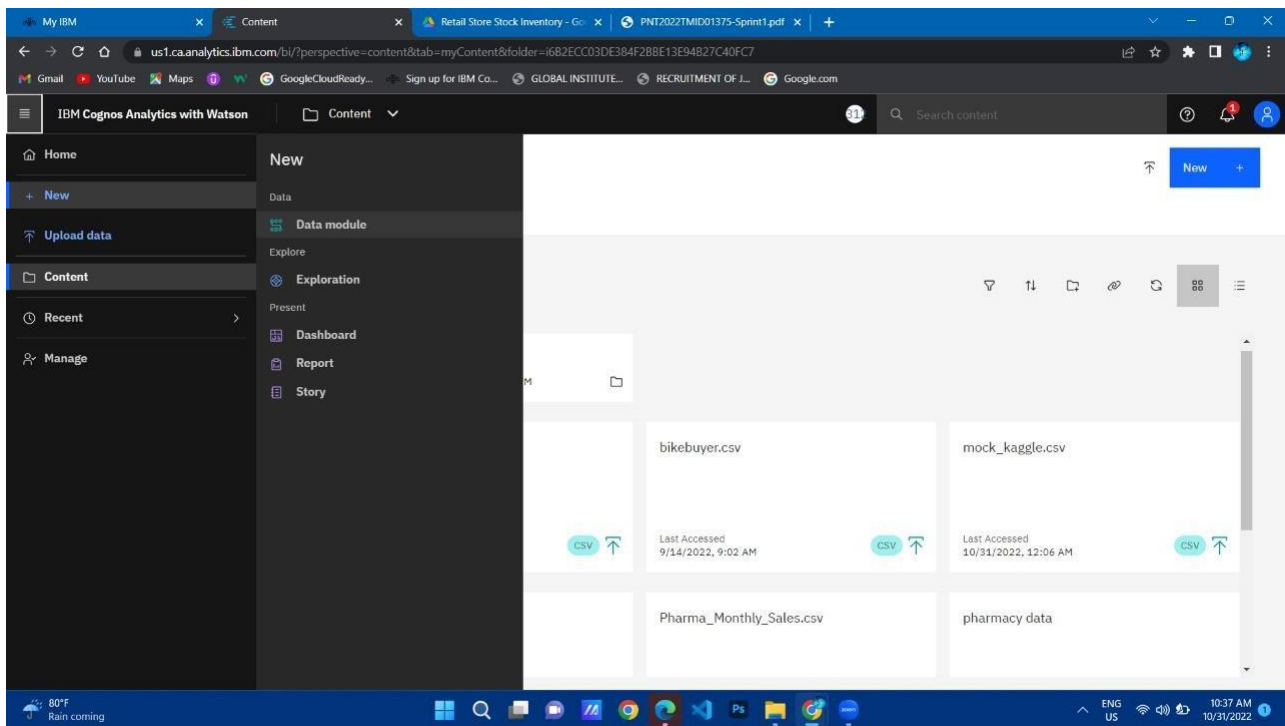 My IBM
Content
Retail Store Stock Inventory - Go
PNT2022TMID01375-Sprint1.pdf
us1.ca.analytics.ibm.com/bi/?perspective=content&tab=myContent&folder=i6B2ECC03DE384F2B8E13E94B27C40FC7
Gmail YouTube Maps GoogleCloudReady... Sign up for IBM Co... GLOBAL INSTITUTE... RECRUITMENT OF J... Google.com
IBM Cognos Analytics with Watson Content Search content 1
Home
New
Upload data
Content
Recent
Manage
New
Data
Data module
Explore
Exploration
Present
Dashboard
Report
Story
New +
M
bikebuyer.csv
mock_kaggle.csv
CSV
Last Accessed
9/14/2022, 9:02 AM
CSV
Last Accessed
10/31/2022, 12:06 AM
CSV
Pharma_Monthly_Sales.csv
pharmacy data
80°F
Rain coming
Ps
ENG
US
10:37 AM
10/31/2022
1